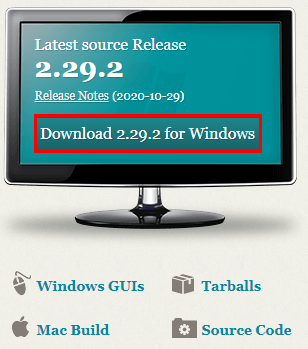 Latest source Release
2.29.2
Release Notes (2020-10-29)
Download 2.29.2 for Windows
Windows GUIs
Tarballs
Mac Build
Source Code